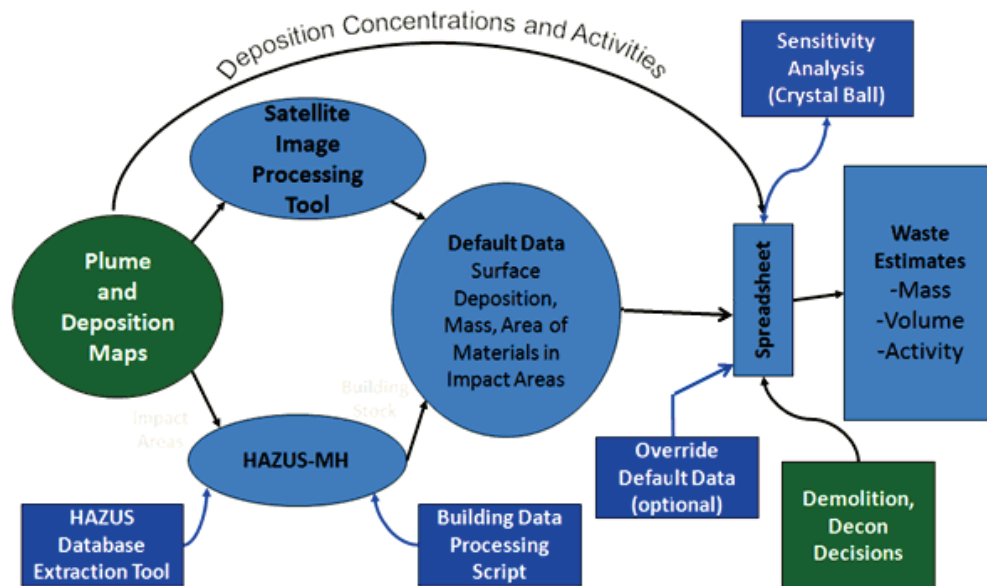 Deposition Concentrations and Activities
Sensitivity
Analysis
(Crystal Ball)
Satellite
Image
Processing
Tool
Plume
and
Deposition
Maps
Default Data
Surface
Deposition,
Mass, Area of
Materials in
Impact Areas
Spreadsheet
Waste
Estimates
-Mass
-Volume
-Activity
Impact
Areas
Building
Stock
HAZUS-MH
HAZUS
Database
Extraction Tool
Building Data
Processing
Script
Override
Default Data
(optional)
Demolition,
Decon
Decisions